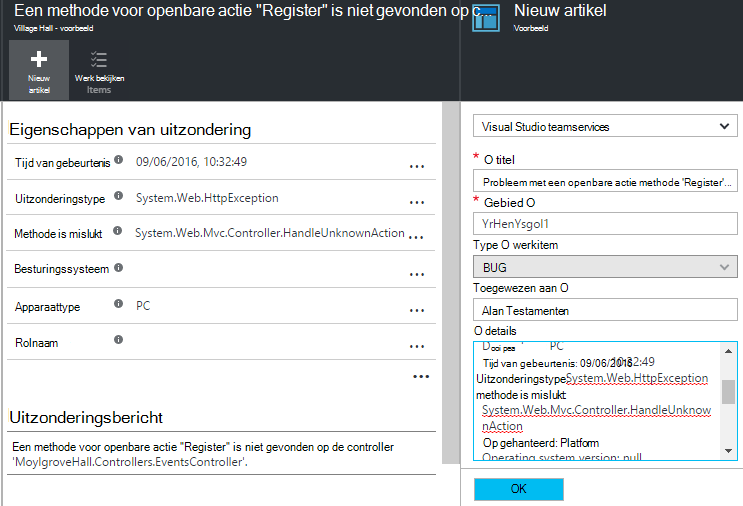 Een methode voor openbare actie "Register" is niet gevonden op c...
Village Hall - voorbeeld
Nieuw
artikel
Werk bekijken
Items
Eigenschappen van uitzondering
Tijd van gebeurtenis 09/06/2016, 10:32:49 ...
Uitzonderingstype System.Web.HttpException ...
Methode is mislukt System.Web.Mvc.Controller.HandleUnknownAction ...
Besturingssysteem ...
Apparaattype PC ...
Rolnaam ...
...
Uitzonderingsbericht
Een methode voor openbare actie "Register" is niet gevonden op de controller
'MoylgroveHall.Controllers.EventsController'.
Nieuw artikel
Voorbeeld
Visual Studio teamservices
* O titel
Probleem met een openbare actie methode 'Register'...
* Gebied O
YrHenYsgol1
Type O werkitem
BUG
Toegewezen aan O
Alan Testamenten
O details
PC
Tijd van gebeurtenis: 09/06/2016 10:32:49
Uitzonderingstype System.Web.HttpException
methode is mislukt:
System.Web.Mvc.Controller.HandleUnknow
nAction
Op gehanteerd: Platform
Operating system version: null
OK